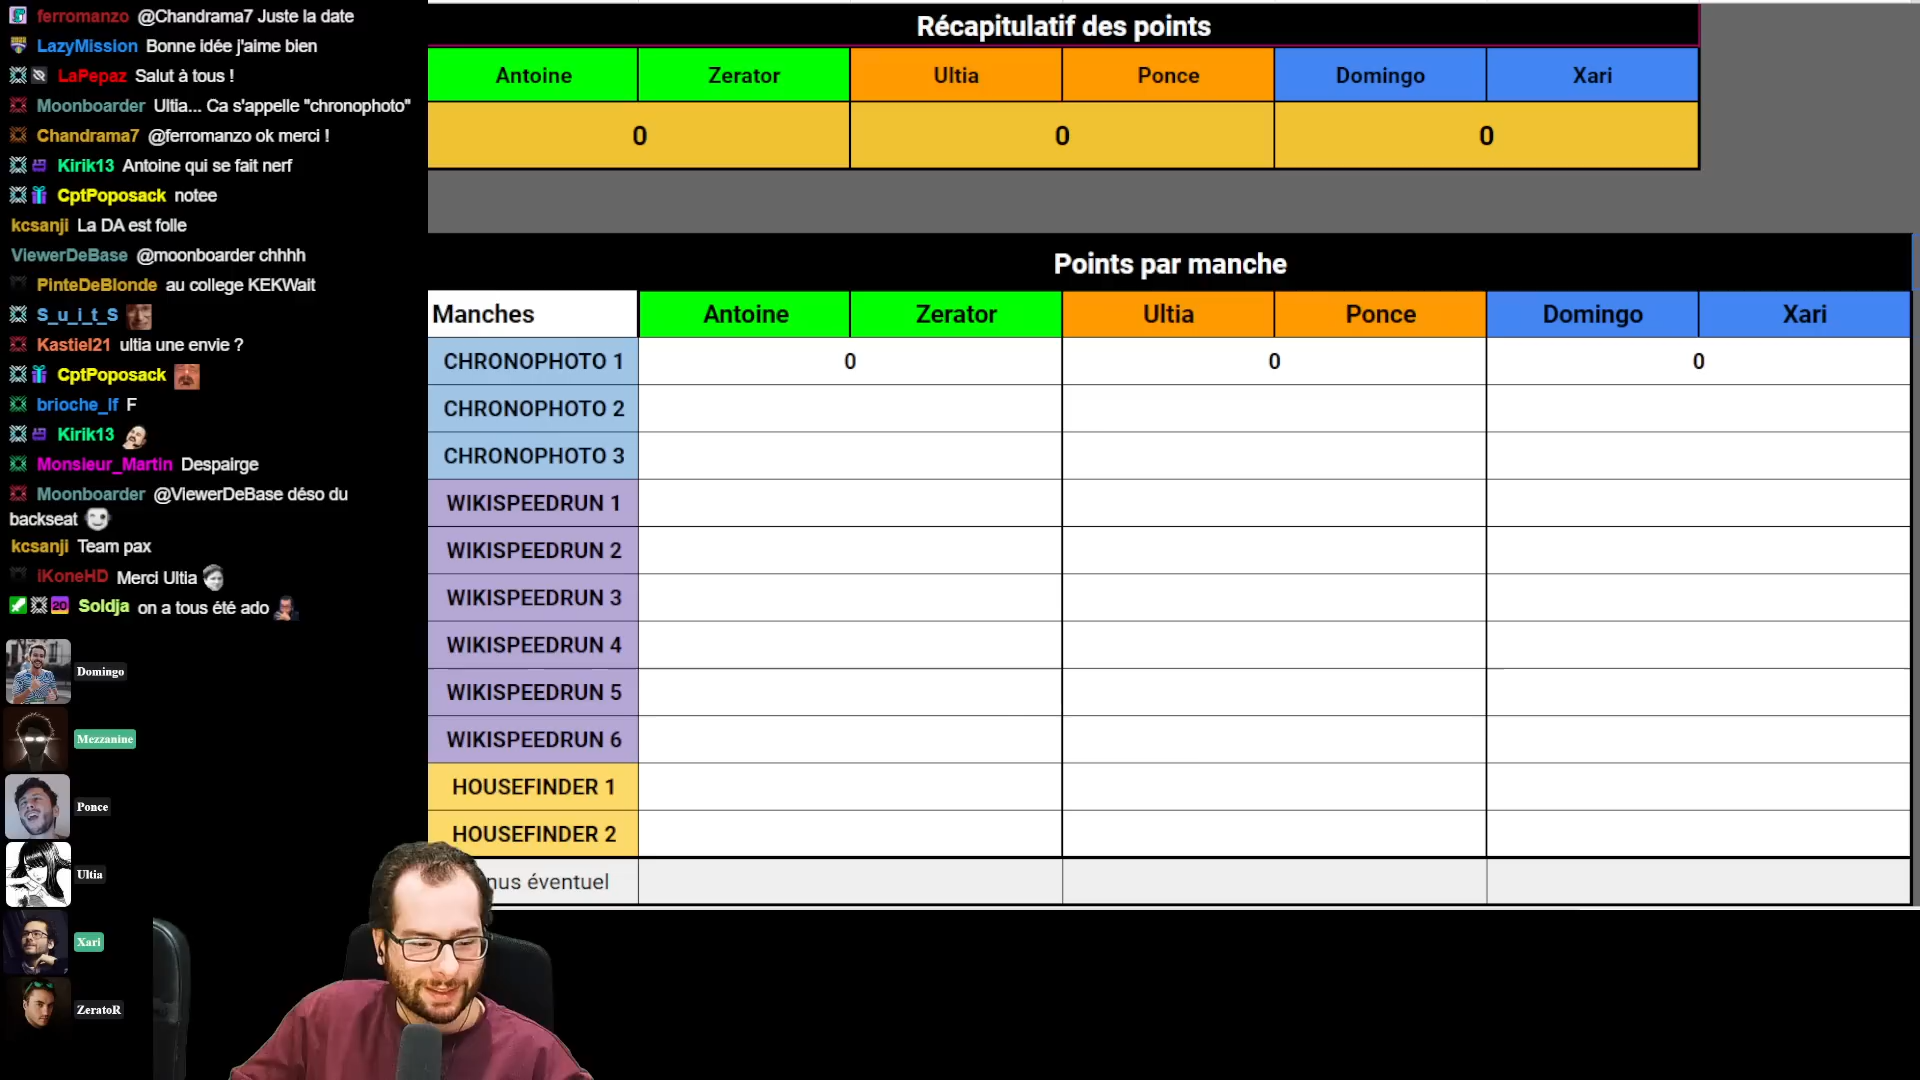 ferromanzo @Chandrama7 Juste la date
LazyMission Bonne idée j'aime bien
LaPepaz Salut à tous !
Moonboarder Ultia... Ca s'appelle "chronophoto"
Chandrama7 @ferromanzo ok merci !
Kirik13 Antoine qui se fait nerf
CptPoposack notee
kcsanji La DA est folle
ViewerDeBase @moonboarder chhhh
PinteDeBlonde au college KEKWait
S_u_i_t_S
Kastiel21 ultia une envie ?
CptPoposack
brioche_lf F
Kirik13
Monsieur_Martin Despairge
Moonboarder @ViewerDeBase déso du
backseat
kcsanji Team pax
iKoneHD Merci Ultia
20 Soldja on a tous été ado
Domingo
Mezzanine
Ponce
Ultia
Xari
ZeratoR
Récapitulatif des points
Antoine Zerator Ultia Ponce Domingo Xari
0 0 0
Points par manche
Manches Antoine Zerator Ultia Ponce Domingo Xari
CHRONOPHOTO 1 0 0 0
CHRONOPHOTO 2
CHRONOPHOTO 3
WIKISPEEDRUN 1
WIKISPEEDRUN 2
WIKISPEEDRUN 3
WIKISPEEDRUN 4
WIKISPEEDRUN 5
WIKISPEEDRUN 6
HOUSEFINDER 1
HOUSEFINDER 2
nus éventuel